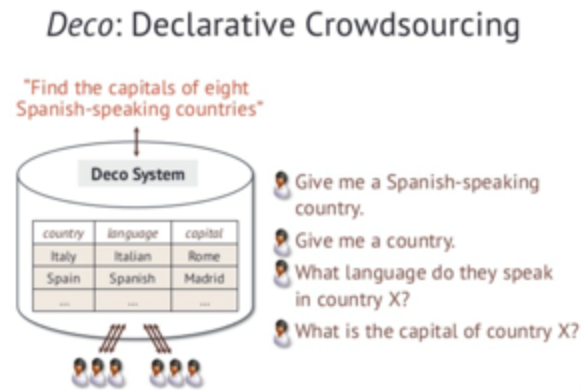 Deco: Declarative Crowdsourcing
"Find the capitals of eight
Spanish-speaking countries"
Deco System
country language capital
Italy Italian Rome
Spain Spanish Madrid
... ... ...
Give me a Spanish-speaking
country.
Give me a country.
What language do they speak
in country X?
What is the capital of country X?